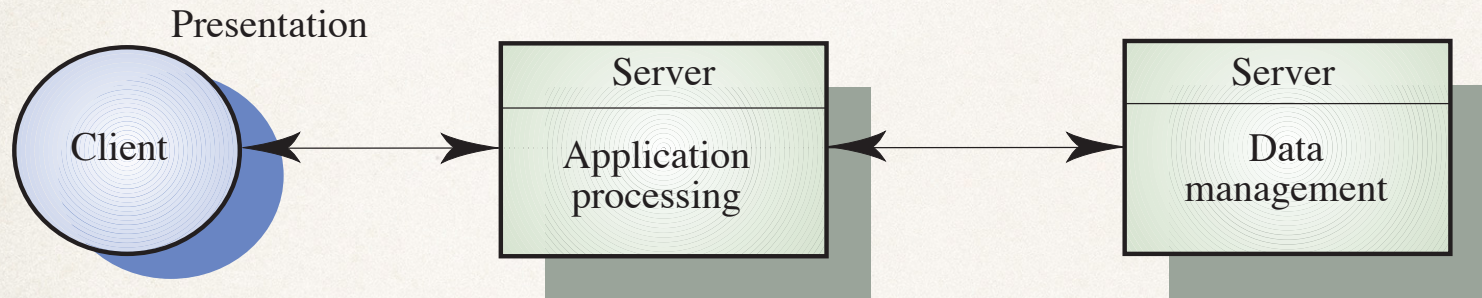 Presentation
Client
Server
Application
processing
Server
Data
management